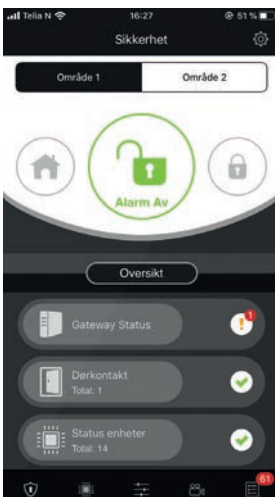 Telia N 16:27 51 %
Sikkerhet
Område 1 Område 2
Alarm Av
Oversikt
Gateway Status 1
Dørkontakt
Total: 1
Status enheter
Total: 14
61